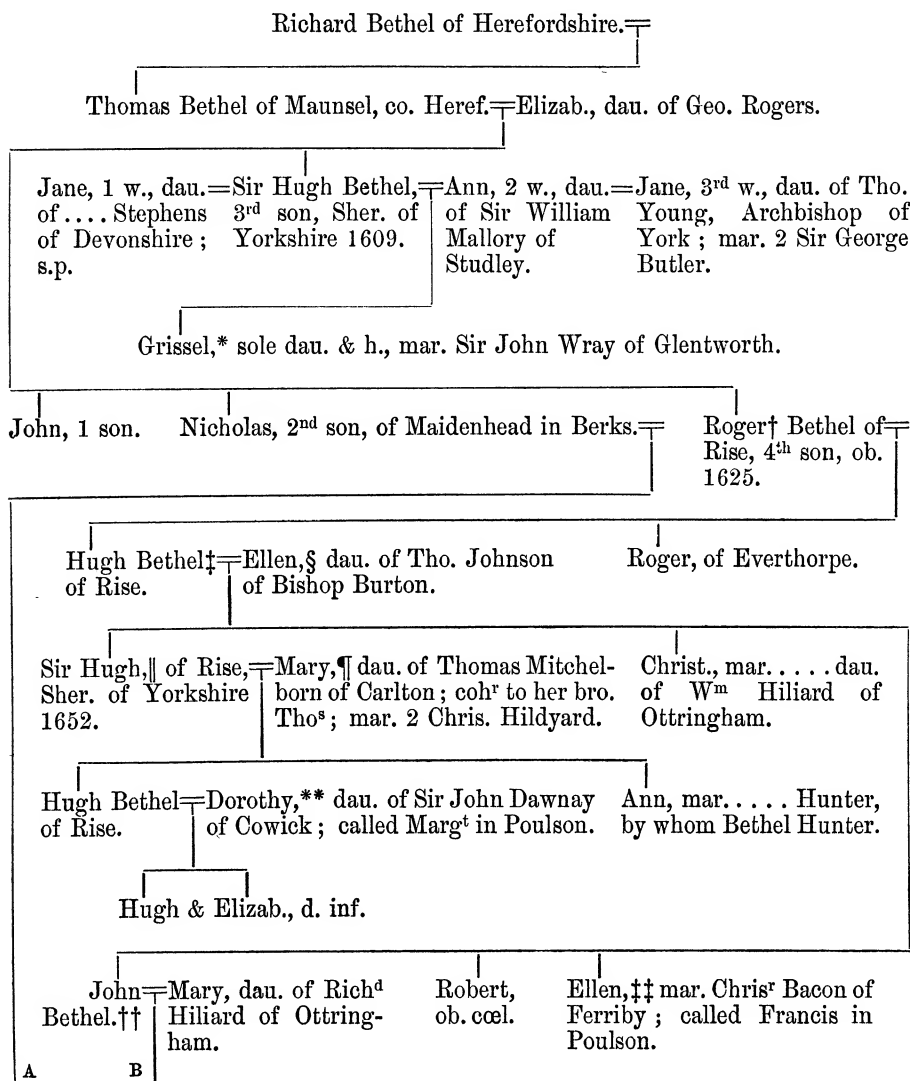 Richard Bethel of Herefordshire.=
Thomas Bethel of Maunsel, co. Heref.=Elizab., dau. of Geo. Rogers.
Jane, 1 w., dau.=Sir Hugh Bethel,=Ann, 2 w., dau.=Jane, 3rd w., dau. of Tho.
of .... Stephens 3rd son, Sher. of of Sir William Young, Archbishop of
of Devonshire ; Yorkshire 1609. Mallory of York ; mar. 2 Sir George
s.p. Studley. Butler.
Grissel,* sole dau. & h., mar. Sir John Wray of Glentworth.
John, 1 son. Nicholas, 2nd son, of Maidenhead in Berks.= Roger† Bethel of=
Rise, 4th son, ob.
1625.
Hugh Bethel‡=Ellen,§ dau. of Tho. Johnson Roger, of Everthorpe.
of Rise. of Bishop Burton.
Sir Hugh,‖ of Rise,=Mary,¶ dau. of Thomas Mitchel- Christ., mar..... dau.
Sher. of Yorkshire born of Carlton ; cohr to her bro. of Wm Hiliard of
1652. Thos ; mar. 2 Chris. Hildyard. Ottringham.
Hugh Bethel=Dorothy,** dau. of Sir John Dawnay Ann, mar..... Hunter,
of Rise. of Cowick ; called Margt in Poulson. by whom Bethel Hunter.
Hugh & Elizab., d. inf.
John=Mary, dau. of Richd Robert, Ellen,‡‡ mar. Chrisr Bacon of
Bethel.†† Hiliard of Ottring- ob. cœl. Ferriby ; called Francis in
ham. Poulson.
A B